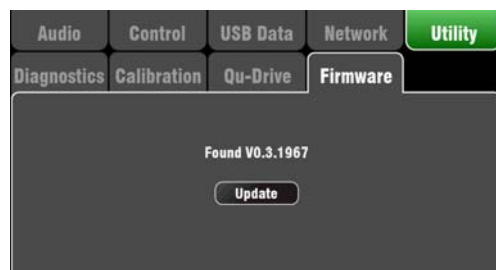 Audio Control USB Data Network Utility
Diagnostics Calibration Qu-Drive Firmware
Found V0.3.1967
Update